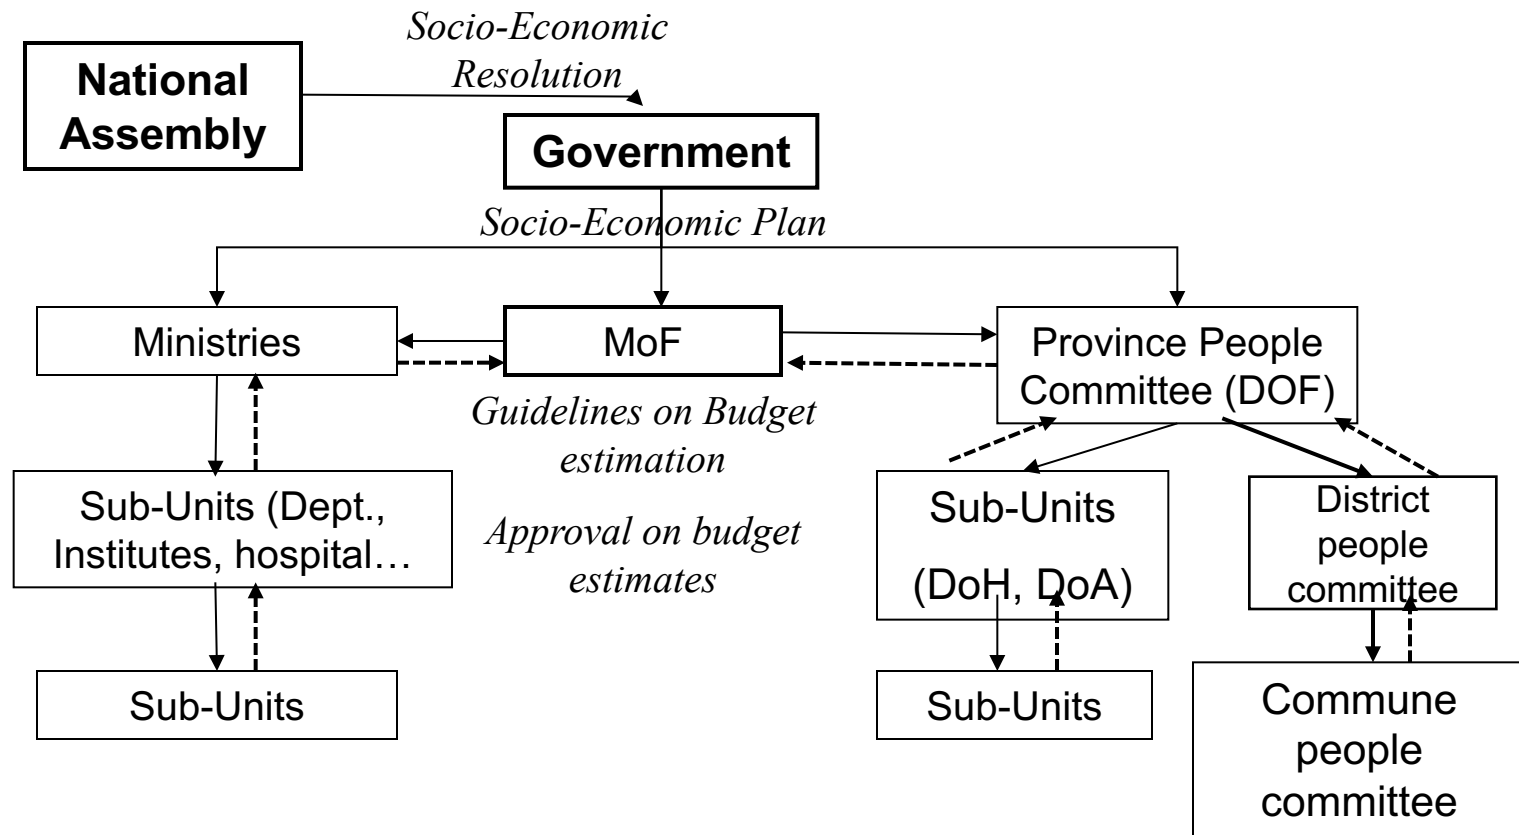 Socio-Economic
Resolution
National
Assembly
Government
Socio-Economic Plan
Ministries
MoF
Province People
Committee (DOF)
Guidelines on Budget
estimation
Approval on budget
estimates
Sub-Units (Dept.,
Institutes, hospital…
Sub-Units
(DoH, DoA)
District
people
committee
Sub-Units
Sub-Units
Commune
people
committee